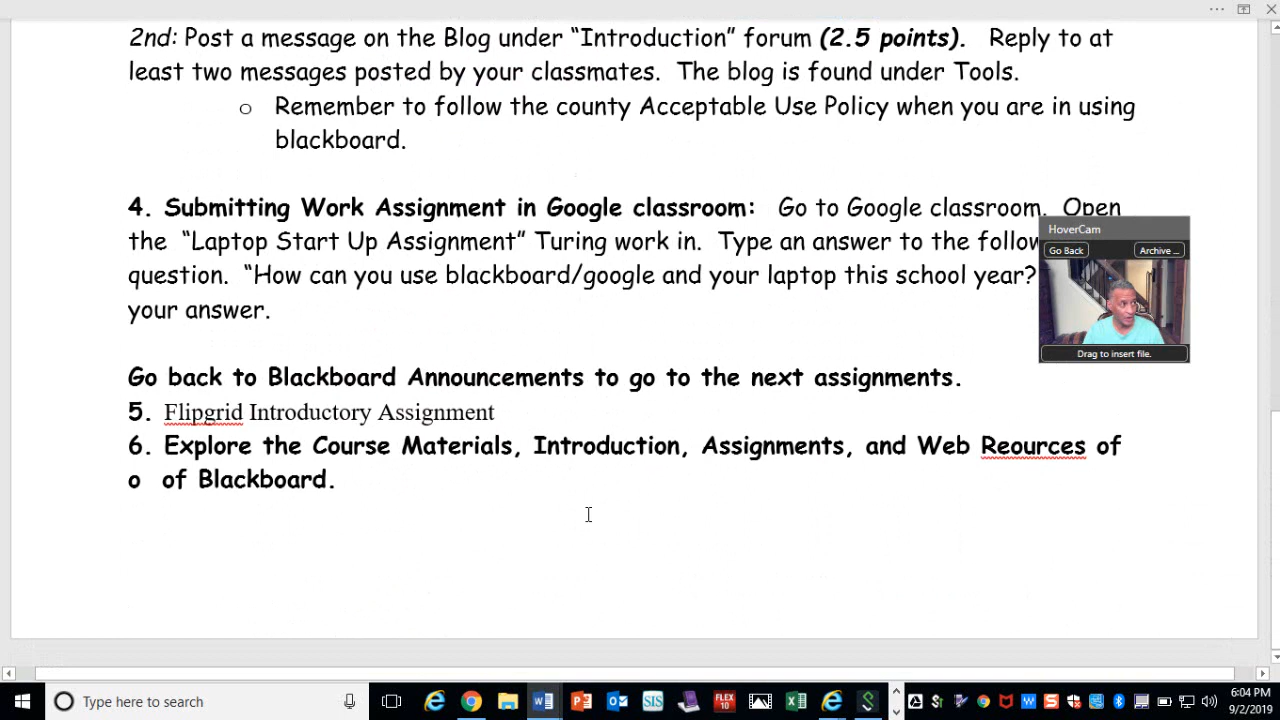 2nd: Post a message on the Blog under “Introduction” forum (2.5 points). Reply to at
least two messages posted by your classmates. The blog is found under Tools.
o Remember to follow the county Acceptable Use Policy when you are in using
blackboard.
4. Submitting Work Assignment in Google classroom: Go to Google classroom. Open
the “Laptop Start Up Assignment” Turing work in. Type an answer to the
question. “How can you use blackboard/google and your laptop this school year?
your answer.
HoverCam
Go Back Archive ...
Drag to insert file.
Go back to Blackboard Announcements to go to the next assignments.
5. Flipgrid Introductory Assignment
6. Explore the Course Materials, Introduction, Assignments, and Web Reources of
o of Blackboard.
Type here to search
SIS
FLEX
10
6:04 PM
9/2/2019